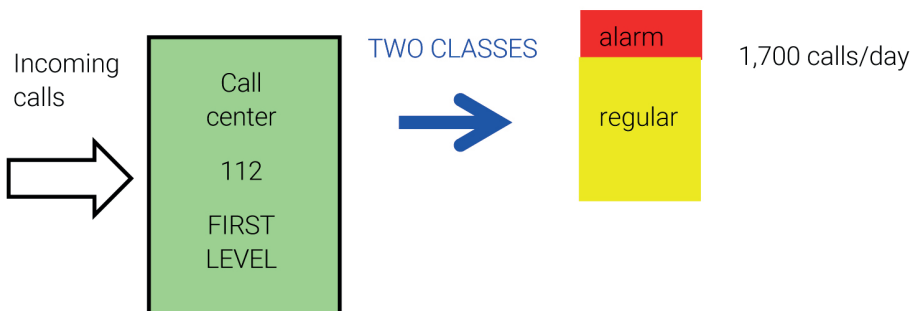 Incoming
calls
Call
center
112
FIRST
LEVEL
TWO CLASSES
alarm
regular
1,700 calls/day